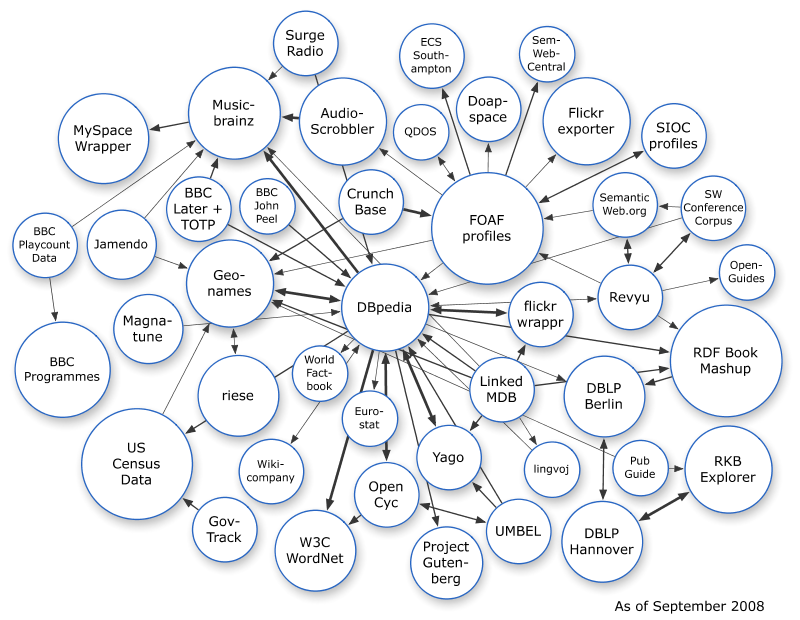 Surge
Radio
ECS
South-
ampton
Sem-
Web-
Central
Music-
brainz
Audio-
Scrobbler
MySpace
Wrapper
QDOS
Doap-
space
Flickr
exporter
SIOC
profiles
BBC
Later +
TOTP
BBC
John
Peel
Crunch
Base
FOAF
profiles
Semantic
Web.org
SW
Conference
Corpus
BBC
Playcount
Data
Jamendo
Geo-
names
DBpedia
flickr
wrappr
Revyu
Open-
Guides
Magna-
tune
BBC
Programmes
riese
World
Fact-
book
Euro-
stat
Linked
MDB
DBLP
Berlin
RDF Book
Mashup
US
Census
Data
Wiki-
company
Yago
lingvoj
Pub
Guide
RKB
Explorer
Gov-
Track
Open
Cyc
W3C
WordNet
UMBEL
Project
Guten-
berg
DBLP
Hannover
As of September 2008